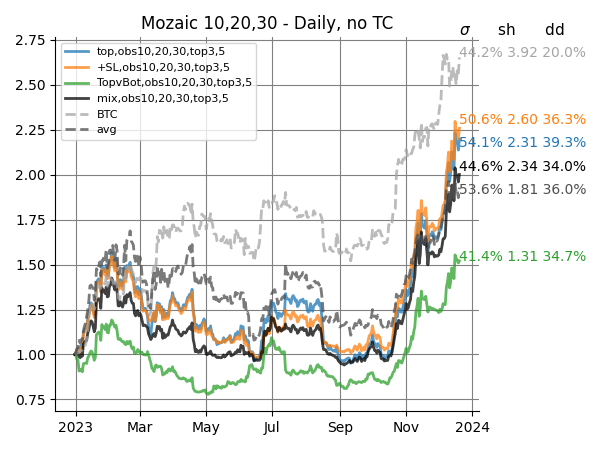 Mozaic 10,20,30 - Daily, no TC
σ sh dd
2.75
2.50
2.25
2.00
1.75
1.50
1.25
1.00
0.75
top,obs10,20,30,top3,5
+SL,obs10,20,30,top3,5
TopvBot,obs10,20,30,top3,5
mix,obs10,20,30,top3,5
BTC
avg
44.2% 3.92 20.0%
50.6% 2.60 36.3%
54.1% 2.31 39.3%
44.6% 2.34 34.0%
53.6% 1.81 36.0%
41.4% 1.31 34.7%
2023 Mar May Jul Sep Nov 2024